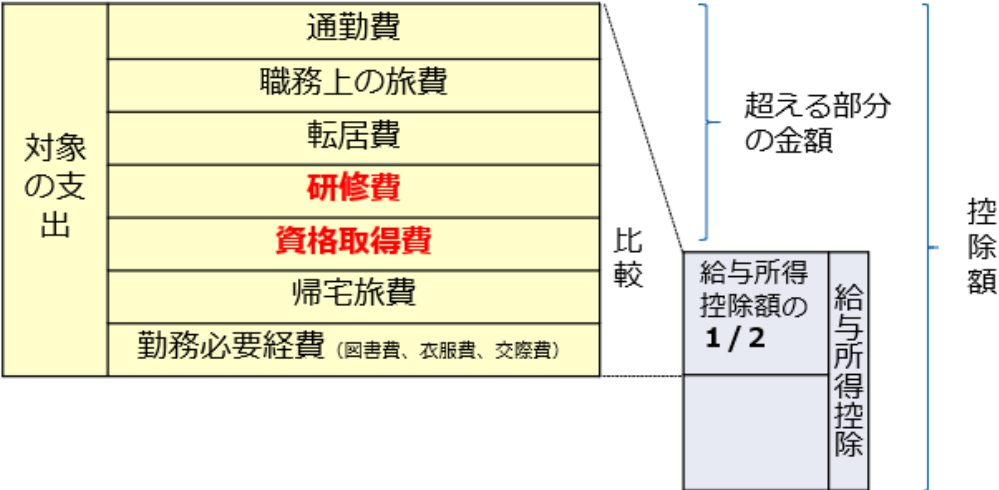 対象
の支
出
通勤費
職務上の旅費
転居費
研修費
資格取得費
帰宅旅費
勤務必要経費（図書費、衣服費、交際費）
比
較
超える部分
の金額
給与所得
控除額の
1 / 2
給与所得控除
控
除
額